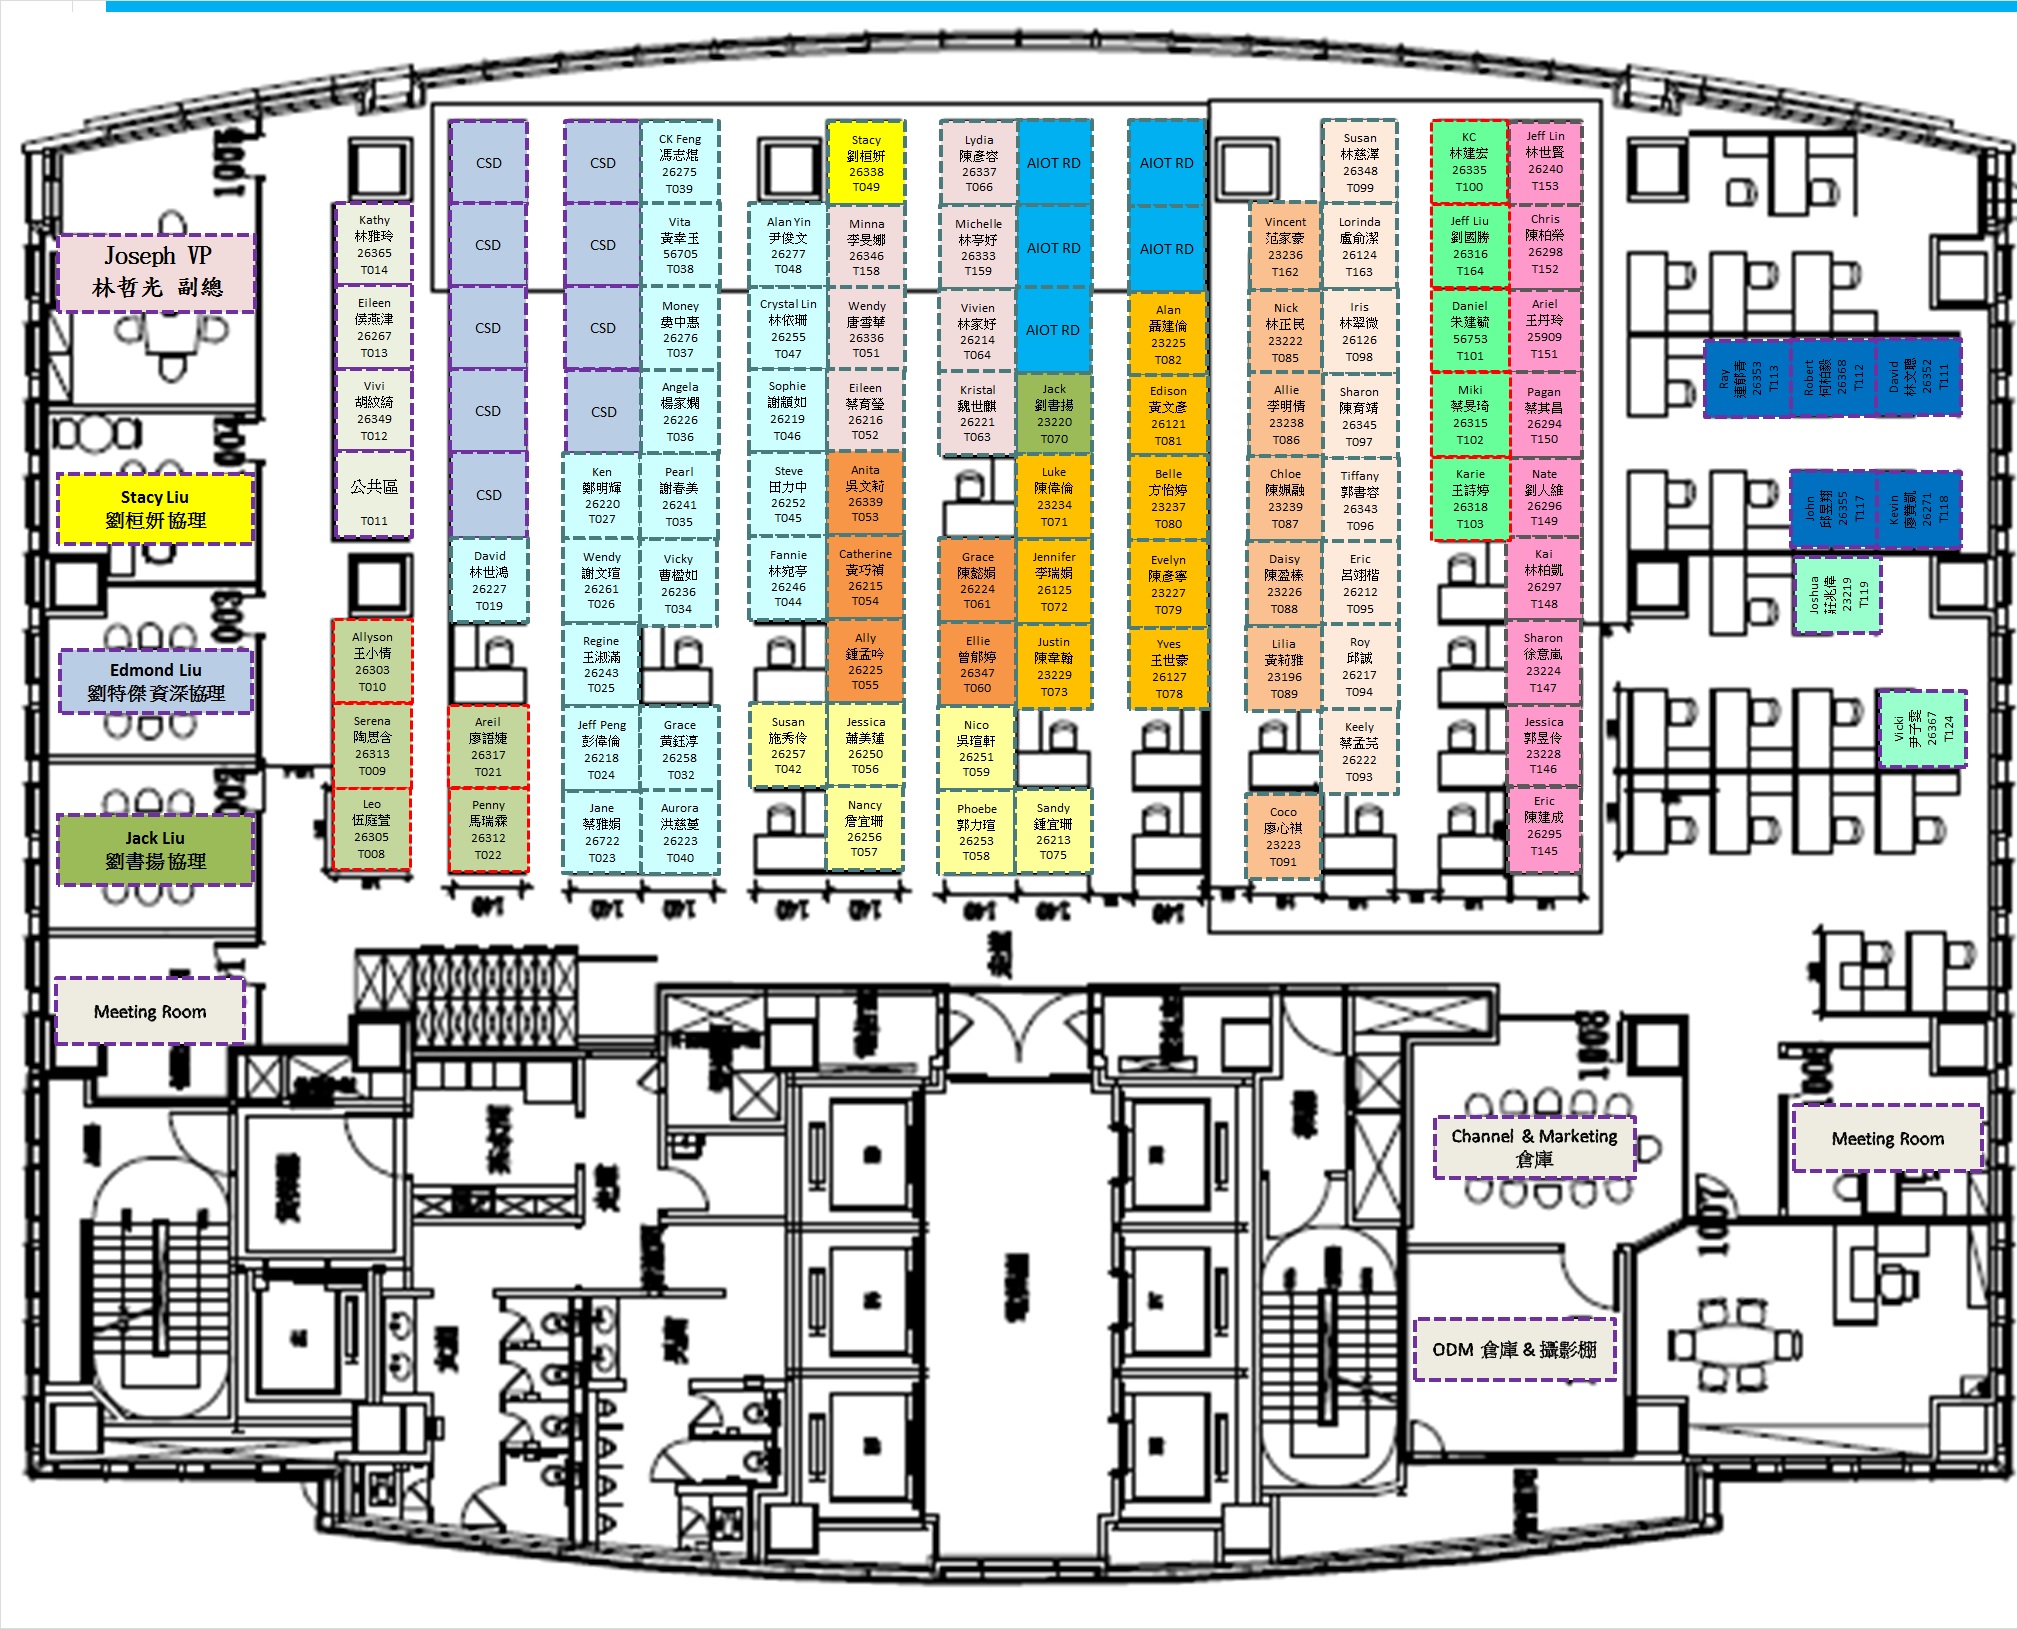 Joseph VP
林哲光 副總
Stacy Liu
劉桓妍協理
Edmond Liu
劉特傑資深協理
Jack Liu
劉書揚協理
Meeting Room
Kathy
林雅玲
26365
T014
Eileen
侯燕津
26267
T013
Vivi
胡紋綺
26349
T012
公共區
T011
Allyson
王小倩
26303
T010
Serena
陶思含
26313
T009
Leo
伍庭萱
26305
T008
CSD
CSD
CSD
CSD
CSD
David
林世鴻
26227
T019
Areil
廖語婕
26317
T021
Penny
馬瑞霖
26312
T022
140
CSD
CSD
CSD
CSD
Ken
鄭明輝
26220
T027
Wendy
謝文瑄
26261
T026
Regine
王淑滿
26243
T025
Jeff Peng
彭偉倫
26218
T024
Jane
蔡雅娟
26722
T023
140
CK Feng
馮志焜
26275
T039
Vita
黃幸玉
56705
T038
Money
婁中惠
26276
T037
Angela
楊家嫻
26226
T036
Pearl
謝春美
26241
T035
Vicky
曹楹如
26236
T034
Grace
黃鈺淳
26258
T032
Aurora
洪慈蔓
26223
T040
140
Alan Yin
尹俊文
26277
T048
Crystal Lin
林依珊
26255
T047
Sophie
謝顗如
26219
T046
Steve
田力中
26252
T045
Fannie
林宛亭
26246
T044
Susan
施秀伶
26257
T042
140
Stacy
劉桓妍
26338
T049
Minna
李旻娜
26346
T158
Wendy
唐雪華
26336
T051
Eileen
蔡育瑩
26216
T052
Anita
吳文莉
26339
T053
Catherine
黃巧禎
26215
T054
Ally
鍾孟吟
26225
T055
Jessica
蕭美蓮
26250
T056
Nancy
詹宜珊
26256
T057
140
Lydia
陳彥容
26337
T066
Michelle
林亭妤
26333
T159
Vivien
林家妤
26214
T064
Kristal
魏世麒
26221
T063
Grace
陳懿娟
26224
T061
Ellie
曾郁婷
26347
T060
Nico
吳瑄軒
26251
T059
Phoebe
郭力瑄
26253
T058
140
AIOT RD
AIOT RD
AIOT RD
Jack
劉書揚
23220
T070
Luke
陳偉倫
23234
T071
Jennifer
李瑞娟
26125
T072
Justin
陳韋翰
23229
T073
Sandy
鍾宜珊
26213
T075
140
AIOT RD
AIOT RD
Alan
聶建倫
23225
T082
Edison
黃文彥
26121
T081
Belle
方怡婷
23237
T080
Evelyn
陳彥寧
23227
T079
Yves
王世豪
26127
T078
140
Vincent
范家豪
23236
T162
Nick
林正民
23222
T085
Allie
李明倩
23238
T086
Chloe
陳姵融
23239
T087
Daisy
陳盈榛
23226
T088
Lilia
黃莉雅
23196
T089
Coco
廖心祺
23223
T091
Susan
林慈澤
26348
T099
Lorinda
盧俞潔
26124
T163
Iris
林翠微
26126
T098
Sharon
陳育靖
26345
T097
Tiffany
郭書容
26343
T096
Eric
呂翊楷
26212
T095
Roy
邱誠
26217
T094
Keely
蔡孟芫
26222
T093
KC
林建宏
26335
T100
Jeff Liu
劉國勝
26316
T164
Daniel
朱建毓
56753
T101
Miki
蔡旻琦
26315
T102
Karie
王詩婷
26318
T103
Jeff Lin
林世賢
26240
T153
Chris
陳柏榮
26298
T152
Ariel
王丹玲
25909
T151
Pagan
蔡其昌
26294
T150
Nate
劉人維
26296
T149
Kai
林柏凱
26297
T148
Sharon
徐意嵐
23224
T147
Jessica
郭昱伶
23228
T146
Eric
陳建成
26295
T145
Ray
26353
T113
Robert
何柏毅
26368
T112
David
林文聰
26352
T111
John
邱昱翔
26355
T117
Kevin
廖贊凱
26271
T118
Joshua
莊兆偉
23219
T119
Vicki
尹子雯
26367
T124
1005
004
003
002
走道
1008
1007
Channel & Marketing
倉庫
Meeting Room
ODM 倉庫 & 攝影棚